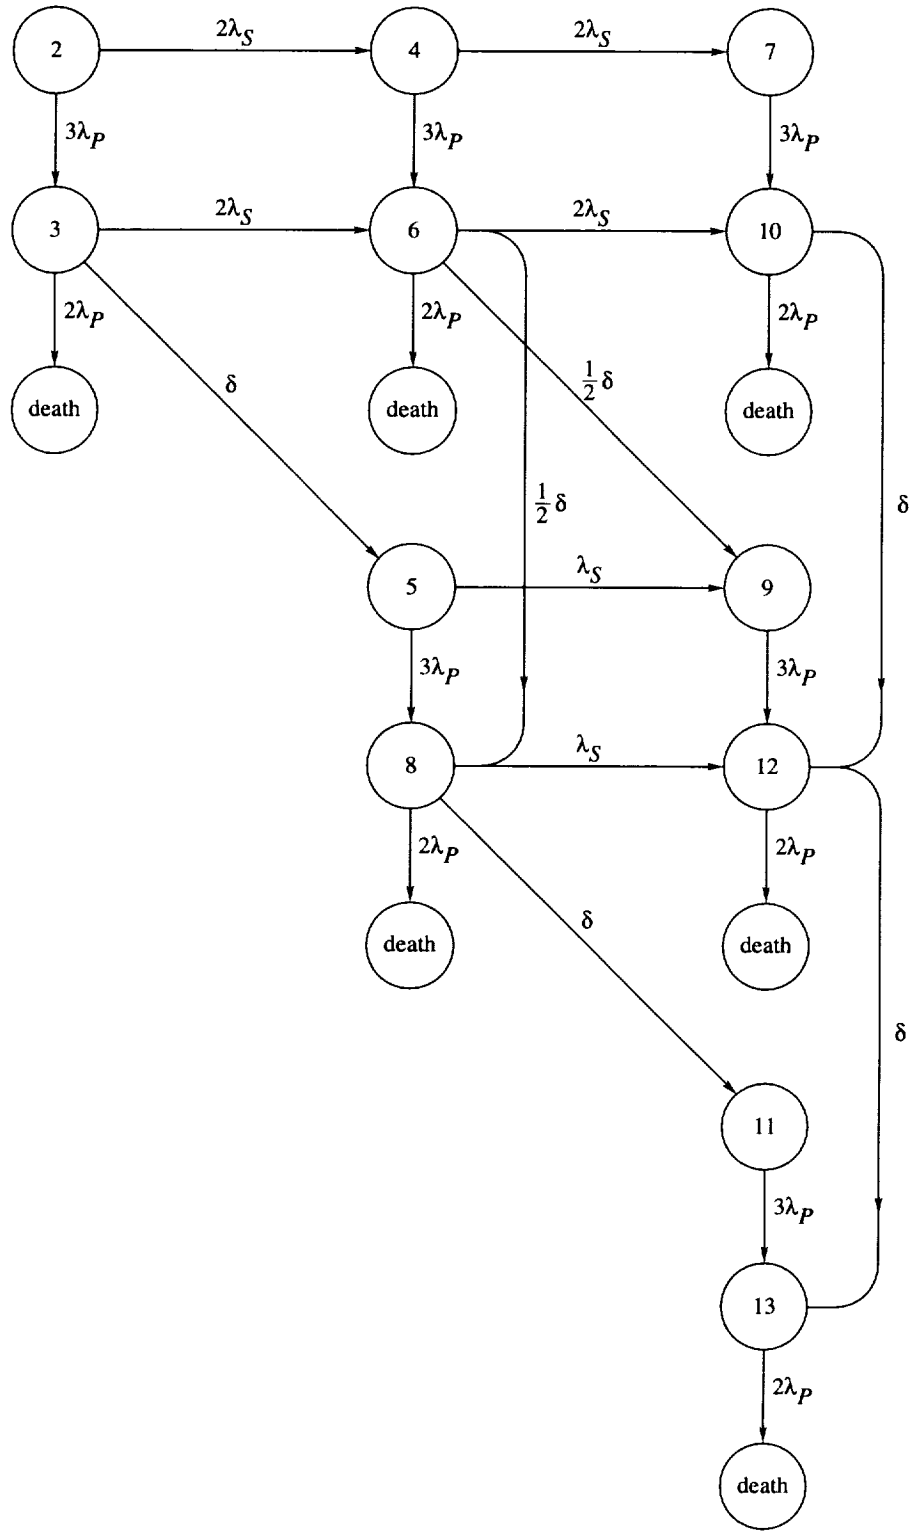 2 2λS 4 2λS 7
3λP 3λP 3λP
3 2λS 6 2λS 10
2λP 2λP 2λP
death δ death ½δ death
½δ δ
5 λS 9
3λP 3λP
8 λS 12
2λP 2λP
death δ death
δ
11
3λP
13
2λP
death